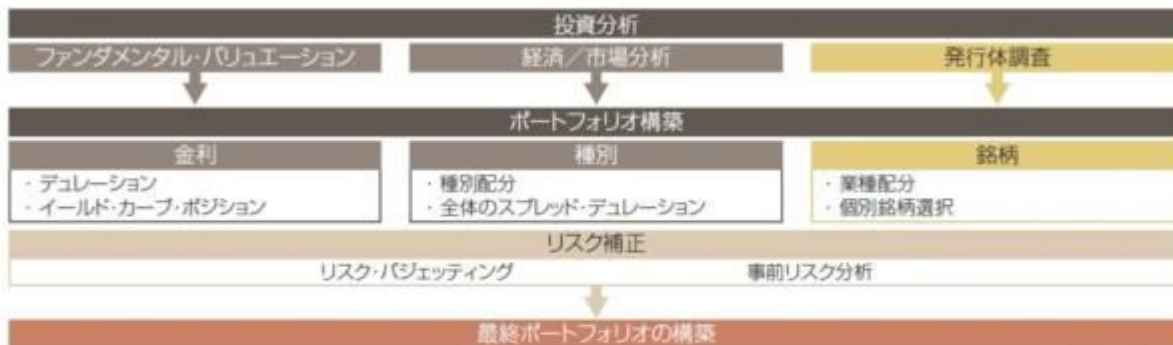 投資分析
ファンダメンタル・バリュエーション 経済／市場分析 発行体調査
ポートフォリオ構築
金利 種別 銘柄
・デュレーション ・種別配分 ・業種配分
・イールド・カーブ・ポジション ・全体のスプレッド・デュレーション ・個別銘柄選択
リスク補正
リスク・バジェッティング 事前リスク分析
最終ポートフォリオの構築